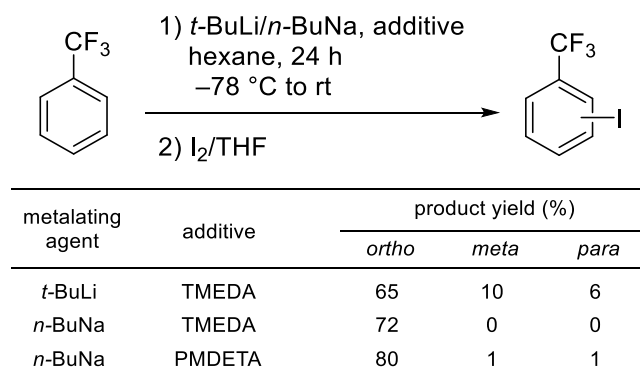 CF₃
1) t-BuLi/n-BuNa, additive
hexane, 24 h
–78 °C to rt
2) I₂/THF
CF₃
I
metalating agent
additive
product yield (%)
ortho meta para
t-BuLi TMEDA 65 10 6
n-BuNa TMEDA 72 0 0
n-BuNa PMDETA 80 1 1